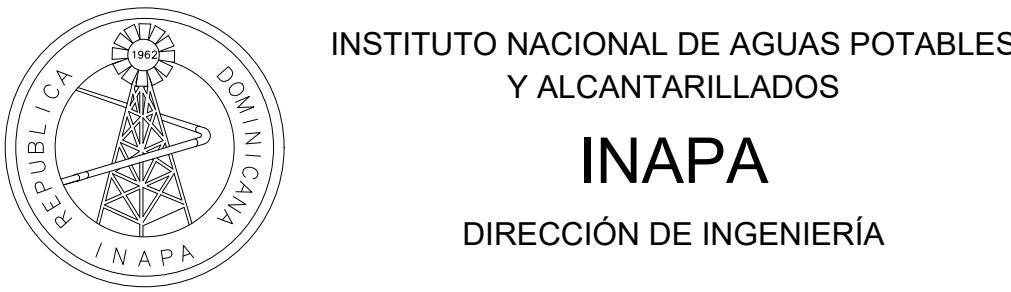 1962
REPUBLICA DOMINICANA
INAPA
INSTITUTO NACIONAL DE AGUAS POTABLES
Y ALCANTARILLADOS
INAPA
DIRECCIÓN DE INGENIERÍA